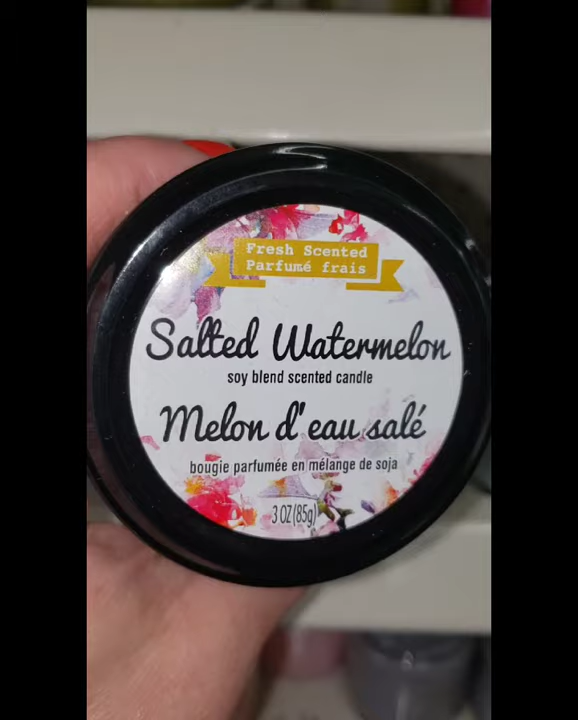 Fresh Scented
Parfumé frais
Salted Watermelon
soy blend scented candle
Melon d'eau salé
bougie parfumée en mélange de soja
3 OZ (85g)